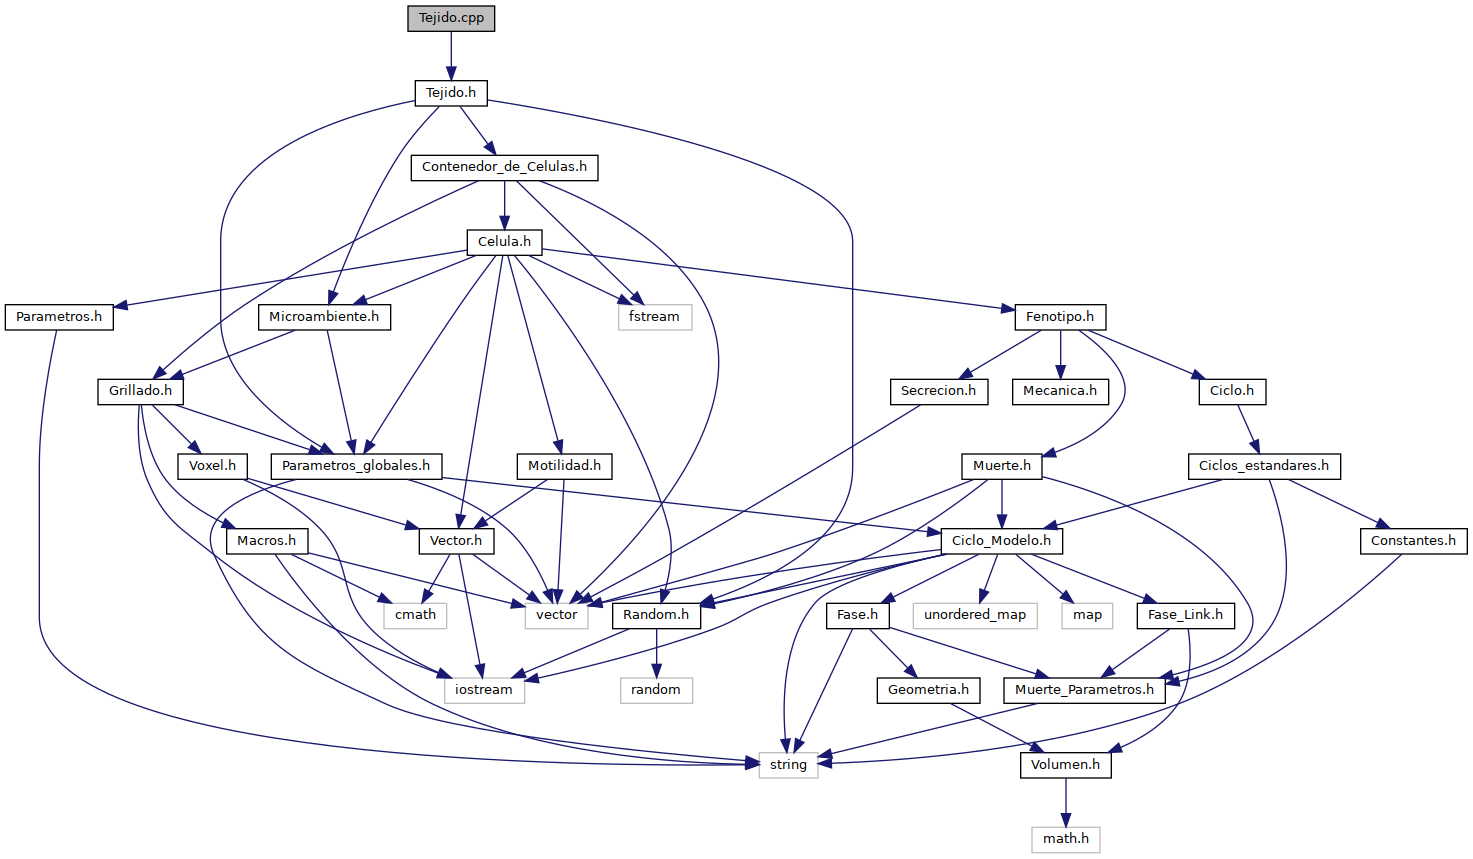 Tejido.cpp
Tejido.h
Contenedor_de_Celulas.h
Celula.h
Parametros.h
Microambiente.h
fstream
Fenotipo.h
Grillado.h
Secrecion.h
Mecanica.h
Ciclo.h
Voxel.h
Parametros_globales.h
Motilidad.h
Muerte.h
Ciclos_estandares.h
Macros.h
Vector.h
Ciclo_Modelo.h
Constantes.h
cmath
vector
Random.h
Fase.h
unordered_map
map
Fase_Link.h
iostream
random
Geometria.h
Muerte_Parametros.h
string
Volumen.h
math.h